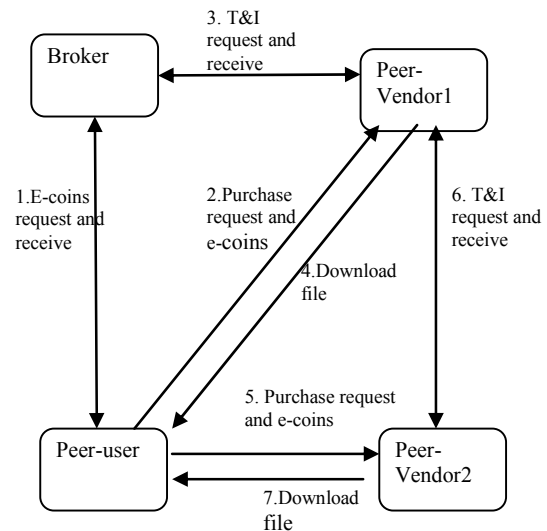 3. T&I
request and
receive
Broker
Peer-
Vendor1
1.E-coins
request and
receive
2.Purchase
request and
e-coins
6. T&I
request and
receive
4.Download
file
5. Purchase request
and e-coins
Peer-user
Peer-
Vendor2
7.Download
file